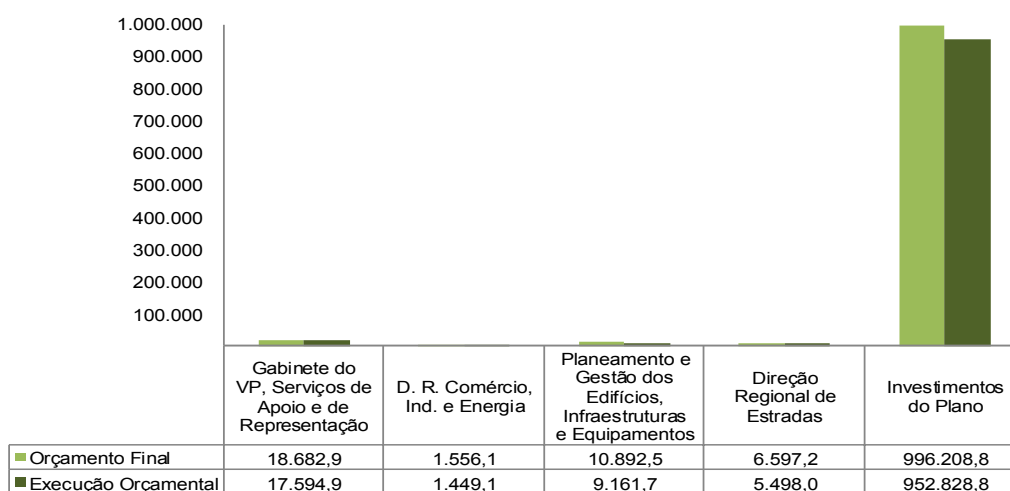 1.000.000
900.000
800.000
700.000
600.000
500.000
400.000
300.000
200.000
100.000
Gabinete do
VP, Serviços de
Apoio e de
Representação
D. R. Comércio,
Ind. e Energia
Planeamento e
Gestão dos
Edifícios,
Infraestruturas
e Equipamentos
Direção
Regional de
Estradas
Investimentos
do Plano
Orçamento Final 18.682,9 1.556,1 10.892,5 6.597,2 996.208,8
Execução Orçamental 17.594,9 1.449,1 9.161,7 5.498,0 952.828,8